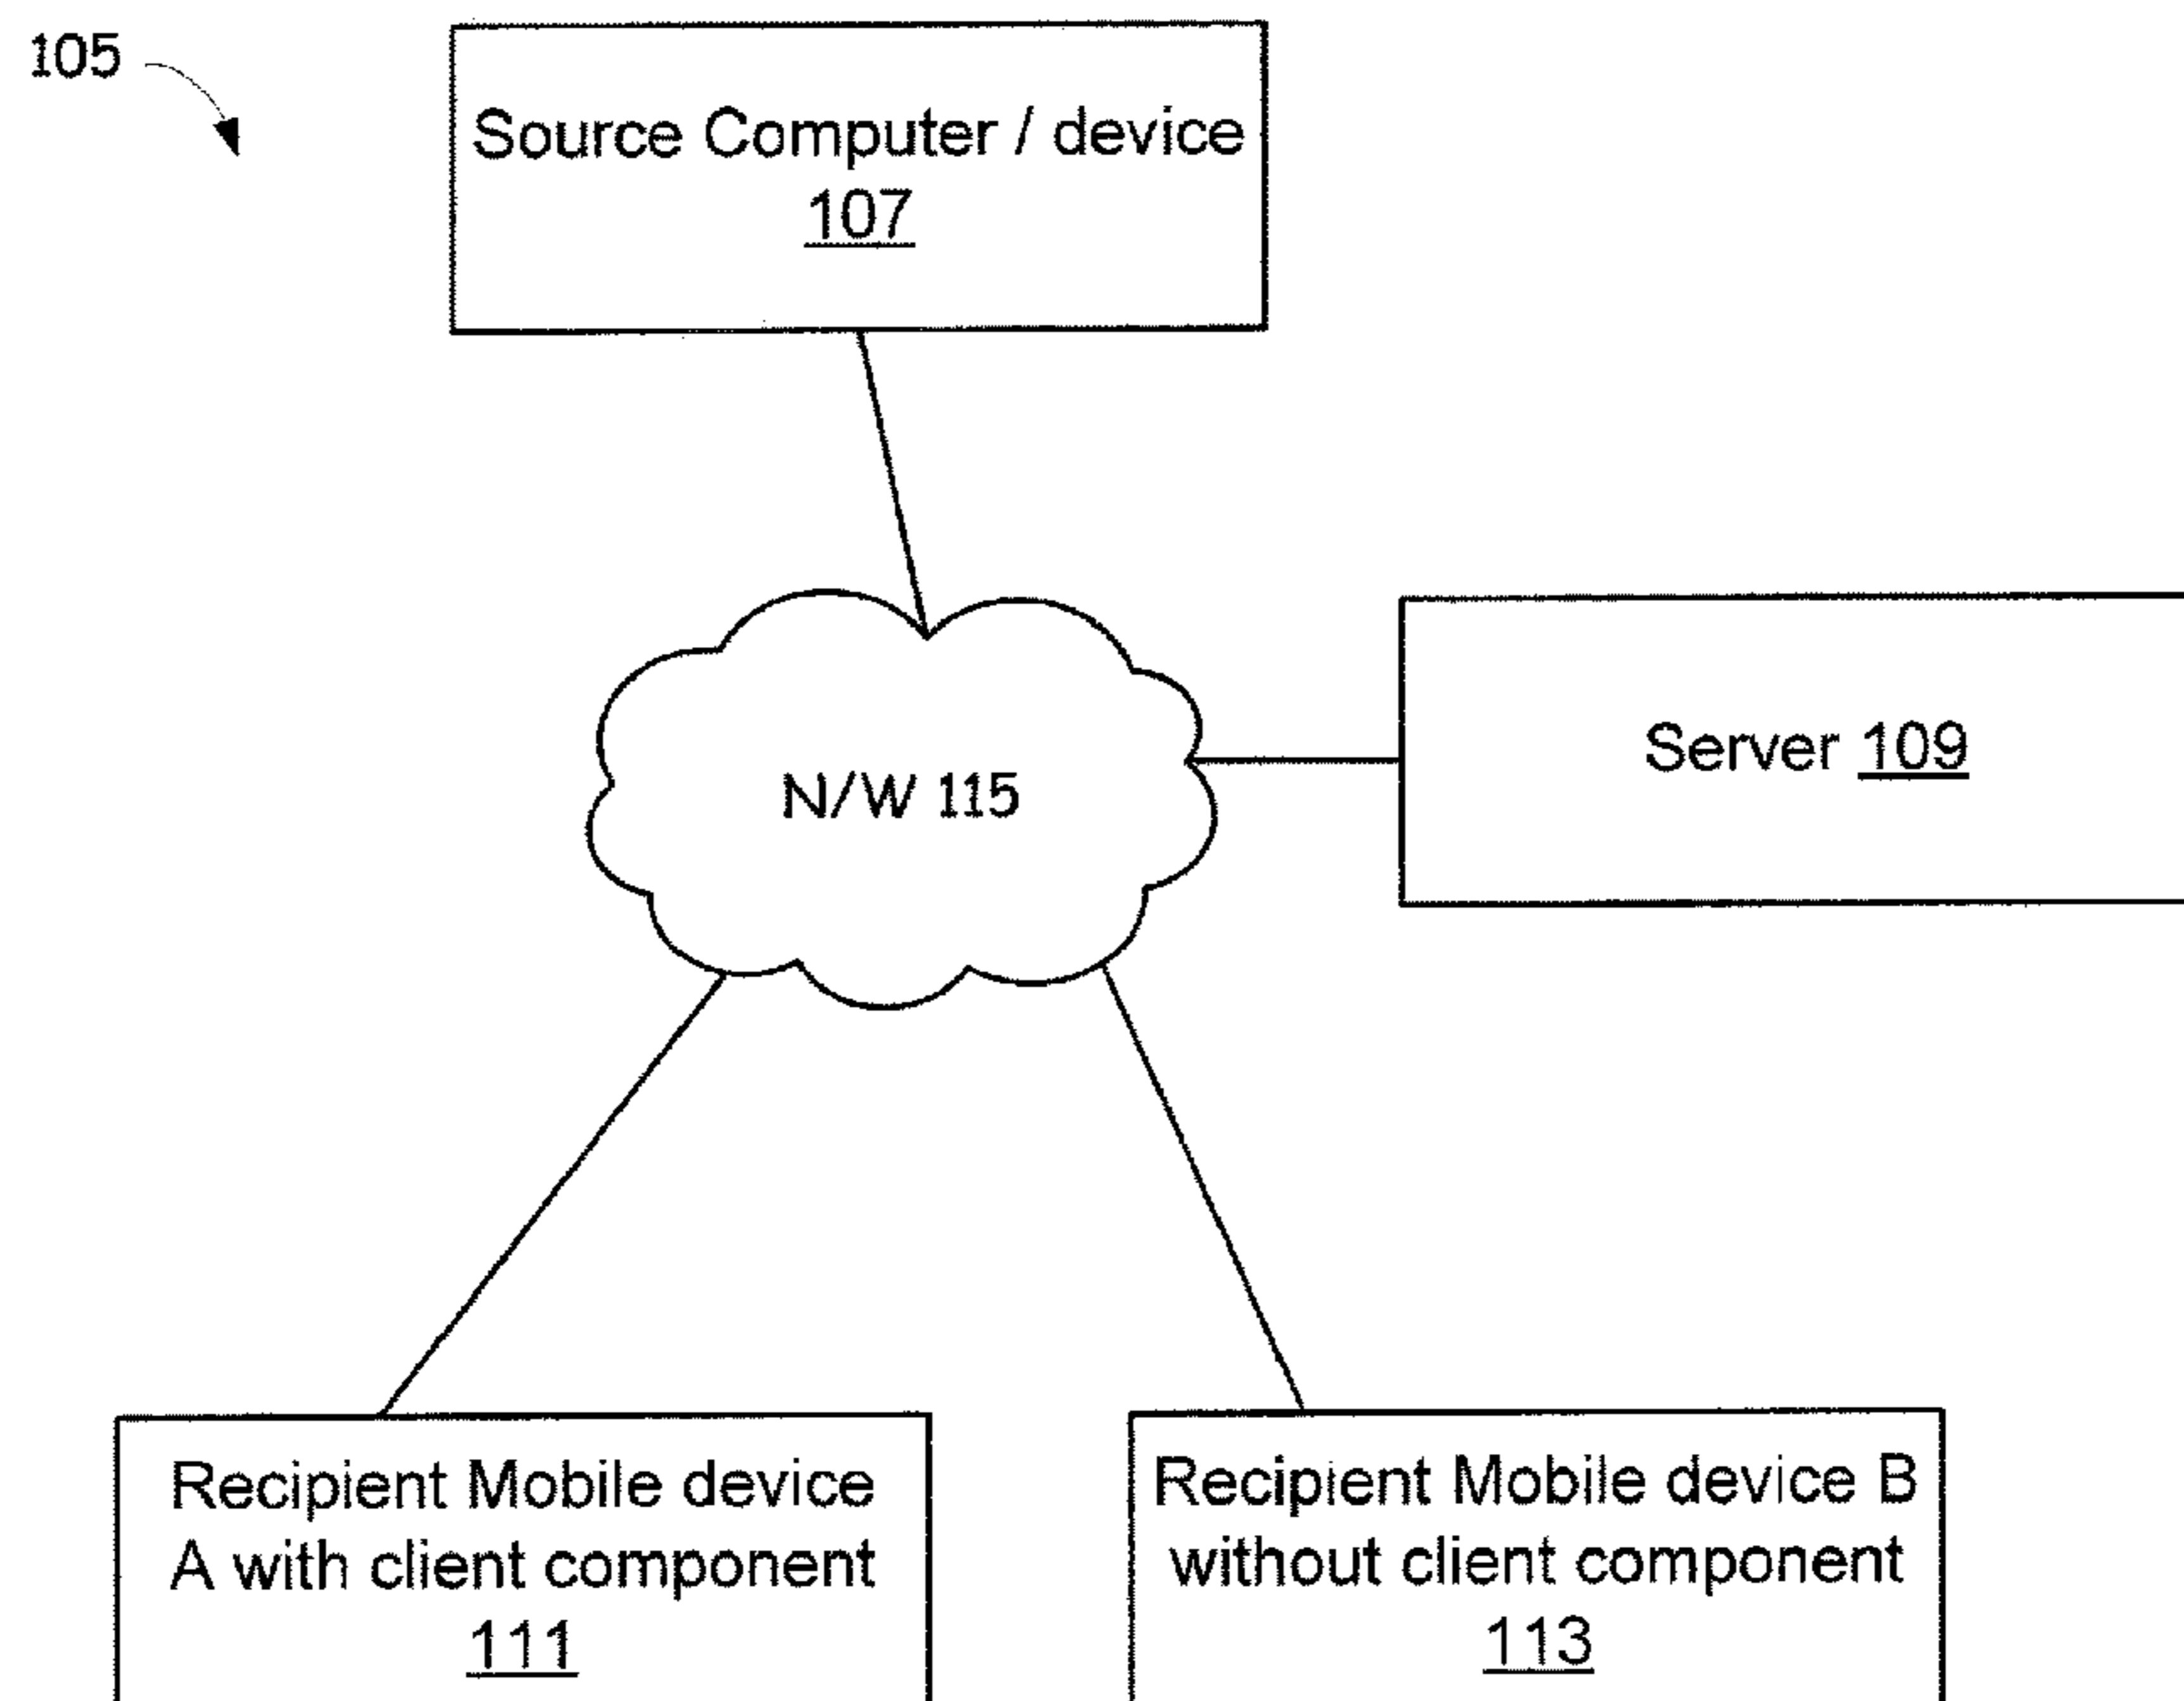 105
Source Computer / device
107
N/W 115
Server 109
Recipient Mobile device
A with client component
111
Recipient Mobile device B
without client component
113